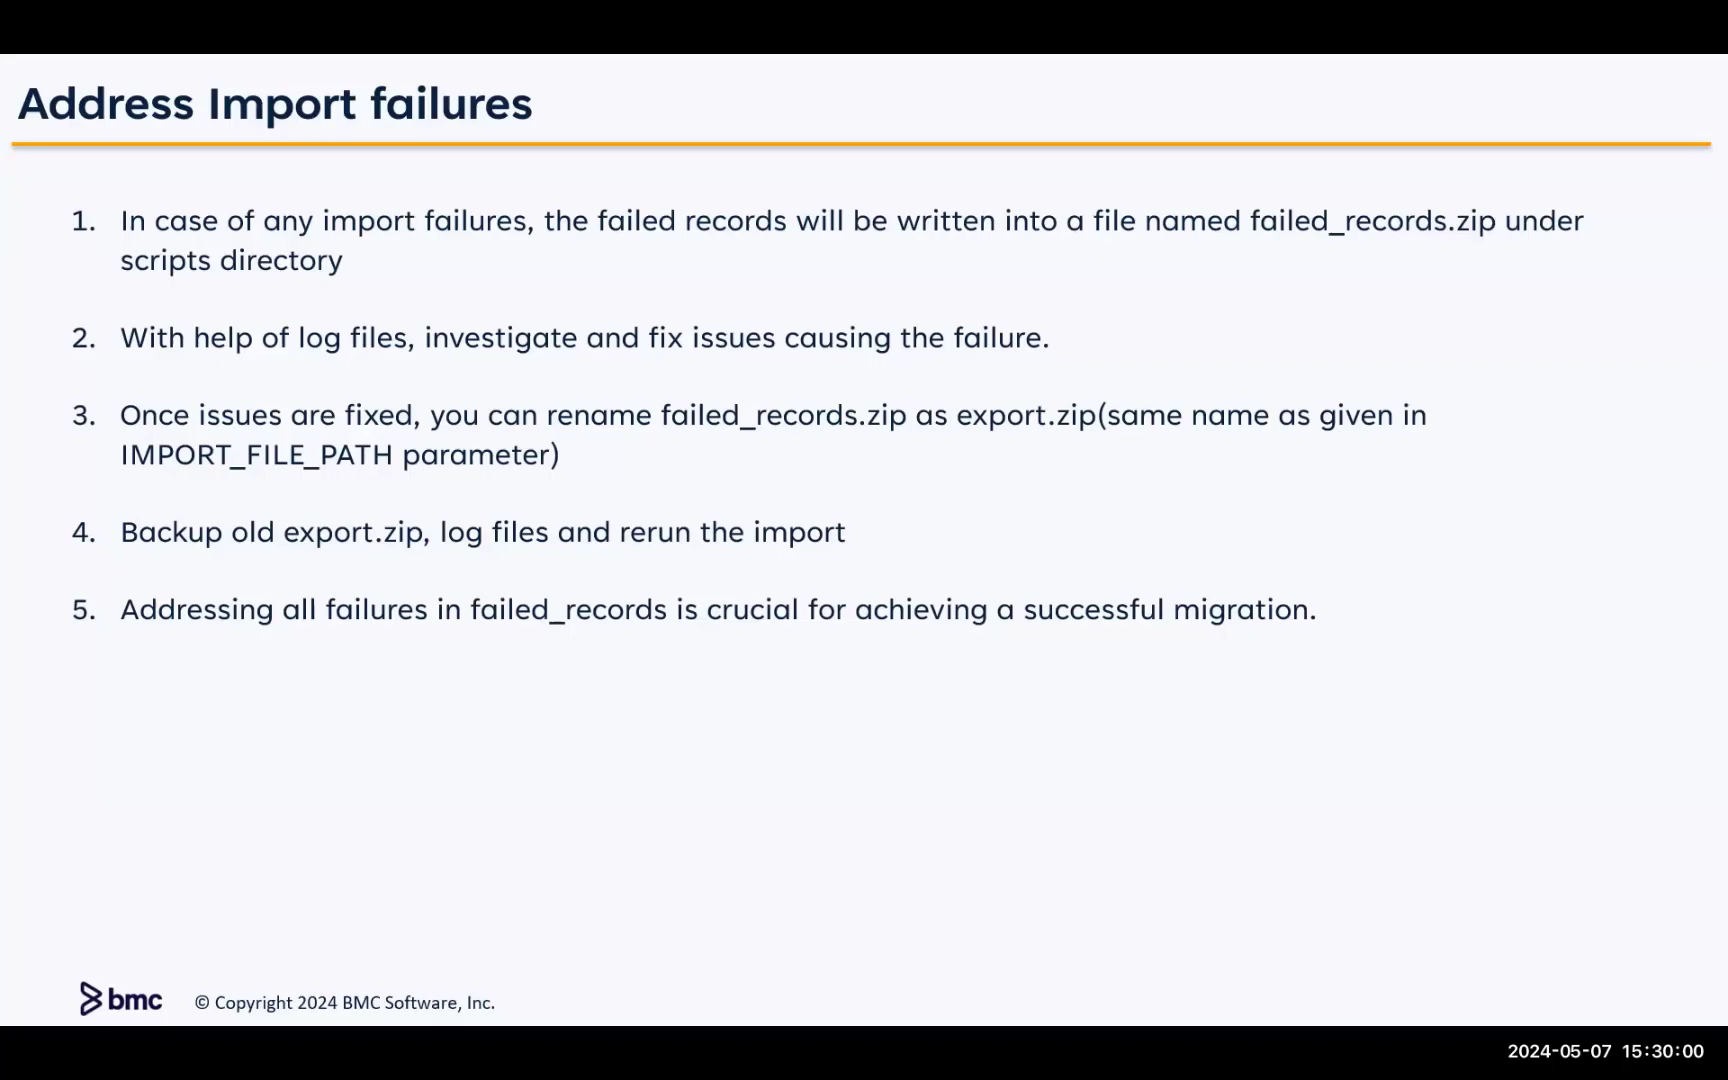 Address Import failures
1. In case of any import failures, the failed records will be written into a file named failed_records.zip under
scripts directory
2. With help of log files, investigate and fix issues causing the failure.
3. Once issues are fixed, you can rename failed_records.zip as export.zip(same name as given in
IMPORT_FILE_PATH parameter)
4. Backup old export.zip, log files and rerun the import
5. Addressing all failures in failed_records is crucial for achieving a successful migration.
bmc © Copyright 2024 BMC Software, Inc.
2024-05-07 15:30:00